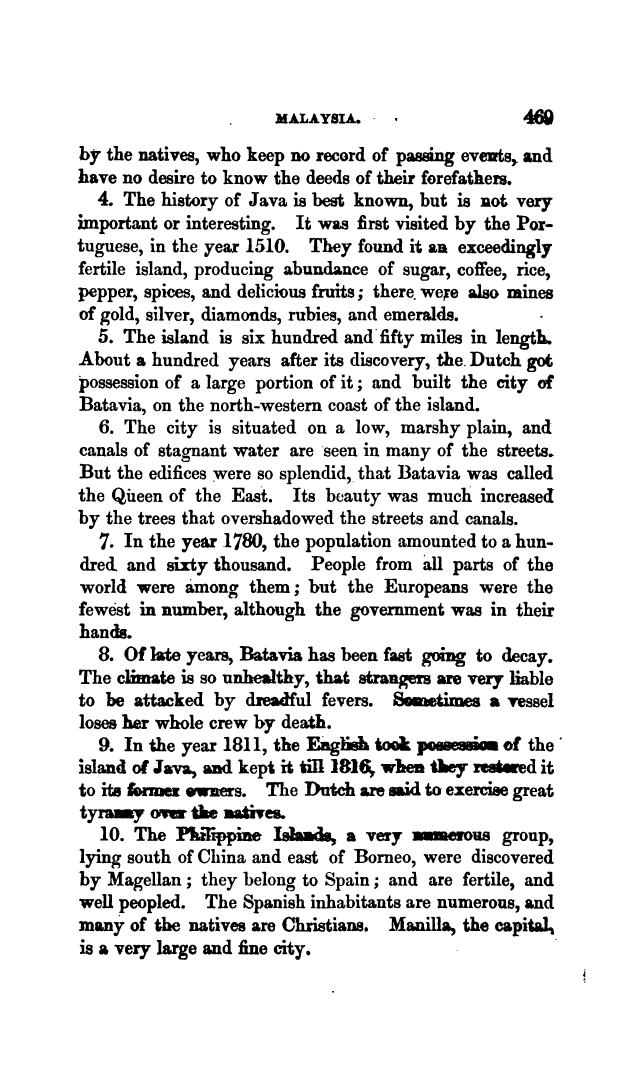 MALAYSIA. 469
by the natives, who keep no record of passing events, and
have no desire to know the deeds of their forefathers.
4. The history of Java is best known, but is not very
important or interesting. It was first visited by the Por-
tuguese, in the year 1510. They found it an exceedingly
fertile island, producing abundance of sugar, coffee, rice,
pepper, spices, and delicious fruits; there were also mines
of gold, silver, diamonds, rubies, and emeralds.
5. The island is six hundred and fifty miles in length.
About a hundred years after its discovery, the Dutch got
possession of a large portion of it; and built the city of
Batavia, on the north-western coast of the island.
6. The city is situated on a low, marshy plain, and
canals of stagnant water are seen in many of the streets.
But the edifices were so splendid, that Batavia was called
the Queen of the East. Its beauty was much increased
by the trees that overshadowed the streets and canals.
7. In the year 1780, the population amounted to a hun-
dred and sixty thousand. People from all parts of the
world were among them; but the Europeans were the
fewest in number, although the government was in their
hands.
8. Of late years, Batavia has been fast going to decay.
The climate is so unhealthy, that strangers are very liable
to be attacked by dreadful fevers. Sometimes a vessel
loses her whole crew by death.
9. In the year 1811, the English took possession of the
island of Java, and kept it till 1816, when they restored it
to its former owners. The Dutch are said to exercise great
tyranny over the natives.
10. The Philippine Islands, a very numerous group,
lying south of China and east of Borneo, were discovered
by Magellan; they belong to Spain; and are fertile, and
well peopled. The Spanish inhabitants are numerous, and
many of the natives are Christians. Manilla, the capital,
is a very large and fine city.